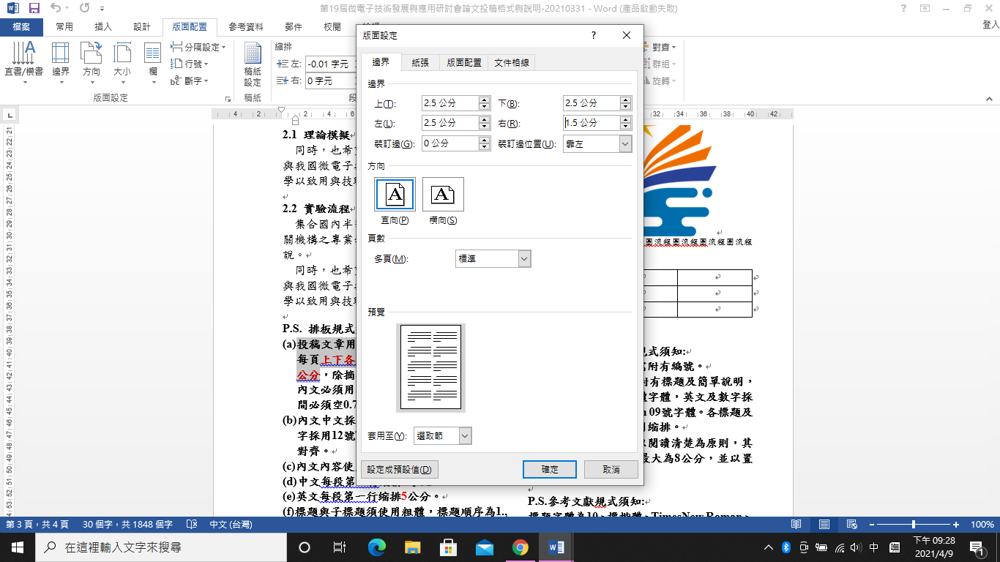 第19屆微電子技術發展與應用研討會論文投稿格式與說明-20210331 - Word (產品啟動失敗)
檔案 常用 插入 設計 版面配置 參考資料 郵件 校閱 登入
直書/橫書 邊界 方向 大小 欄
分隔設定
行號
斷字
版面設定
稿紙設定
稿紙
縮排
左: -0.01 字元
右: 0 字元
段
對齊
群組
旋轉
版面設定
邊界 紙張 版面配置 文件格線
邊界
上(T): 2.5 公分 下(B): 2.5 公分
左(L): 2.5 公分 右(R): 1.5 公分
裝訂邊(G): 0 公分 裝訂邊位置(U): 靠左
方向
直向(P) 橫向(S)
頁數
多頁(M): 標準
預覽
套用至(Y): 選取節
設定成預設值(D) 確定 取消
4 2 2 4 6 32 34 36 38 40 42
2.1 理論模擬
同時，也希
與我國微電子
學以致用與技
2.2 實驗流程
集合國內半
關機構之專業
說。
同時，也希
與我國微電子
學以致用與技
P.S. 排板規式
(a)投稿文章用
每頁上下各
公分，除摘
內文必須用
間必須空0.7
(b)內文中文採
字採用12號
對齊。
(c)內文內容使
(d)中文每段第
(e)英文每段第一行縮排5公分。
(f)標題與子標題須使用粗體，標題順序為1.,
圖流程圖流程圖流程圖流程
式須知:
附有編號。
附有標題及簡單說明，
字體，英文及數字採
09號字體。各標題及
縮排。
閱讀清楚為原則，其
最大為8公分，並以置
P.S.參考文獻規式須知:
標題字體為10，標楷體，TimesNew Roman，
第 3 頁，共 4 頁 30 個字，共 1848 個字 中文 (台灣) 100%
在這裡輸入文字來搜尋
中
下午 09:28
2021/4/9
1